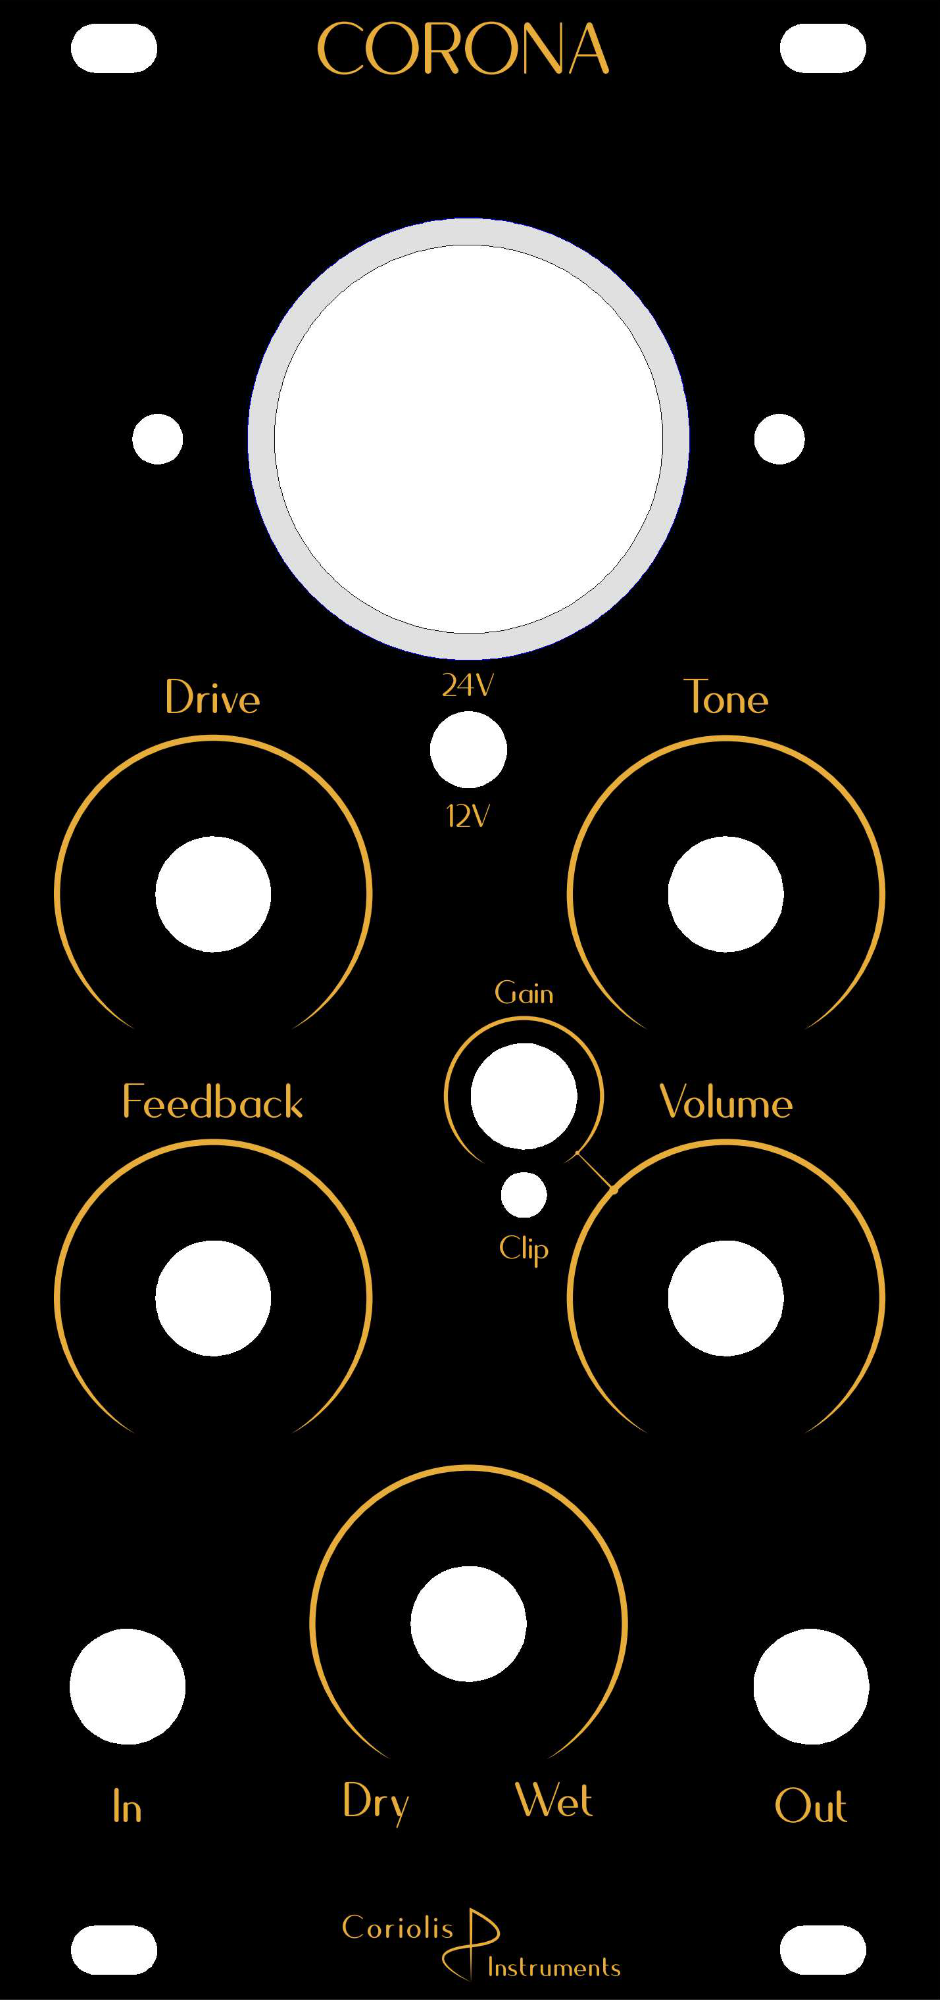 CORONA
24V
Drive
Tone
12V
Gain
Feedback
Volume
Clip
Dry
Wet
In
Out
Coriolis
Instruments